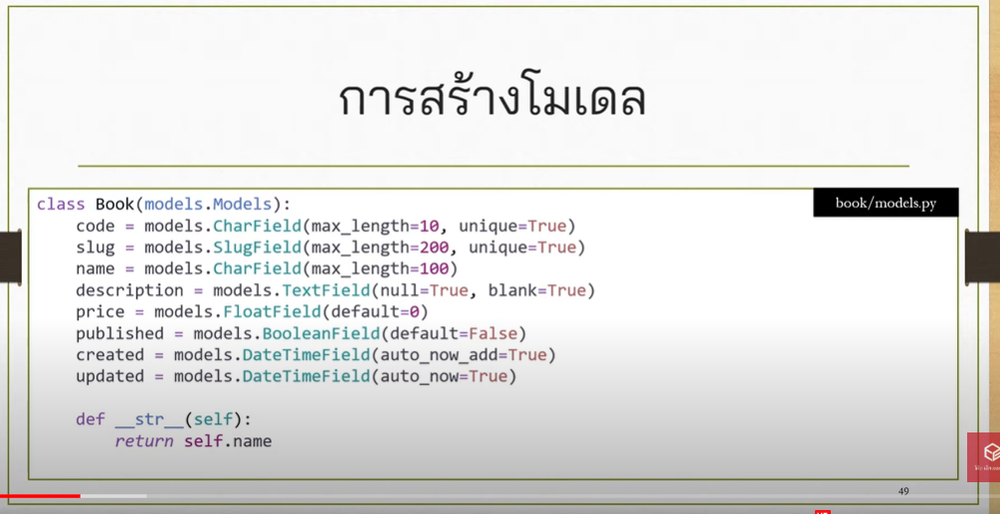 การสร้างโมเดล
book/models.py
class Book(models.Models):
    code = models.CharField(max_length=10, unique=True)
    slug = models.SlugField(max_length=200, unique=True)
    name = models.CharField(max_length=100)
    description = models.TextField(null=True, blank=True)
    price = models.FloatField(default=0)
    published = models.BooleanField(default=False)
    created = models.DateTimeField(auto_now_add=True)
    updated = models.DateTimeField(auto_now=True)
    def __str__(self):
        return self.name
49